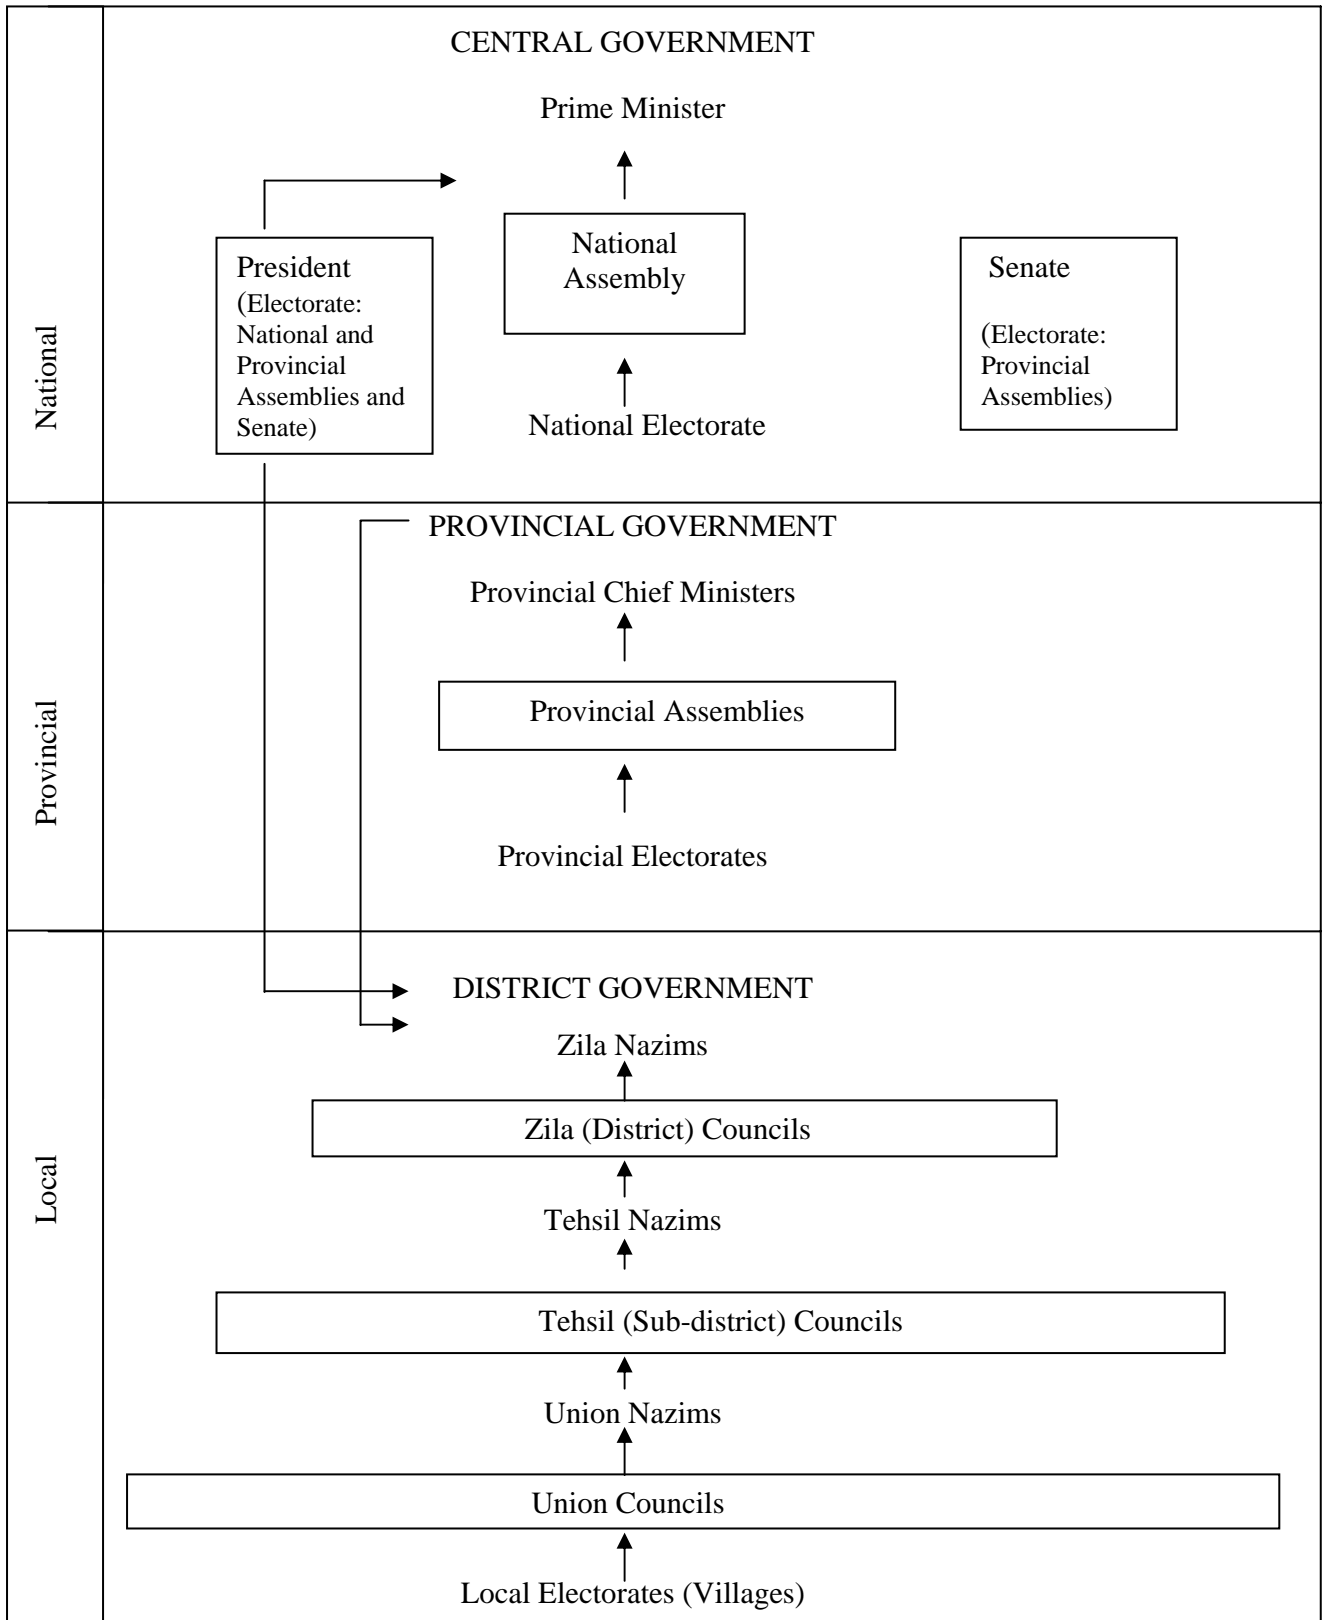 National
CENTRAL GOVERNMENT
Prime Minister
President
(Electorate:
National and
Provincial
Assemblies and
Senate)
National
Assembly
National Electorate
Senate
(Electorate:
Provincial
Assemblies)
Provincial
PROVINCIAL GOVERNMENT
Provincial Chief Ministers
Provincial Assemblies
Provincial Electorates
Local
DISTRICT GOVERNMENT
Zila Nazims
Zila (District) Councils
Tehsil Nazims
Tehsil (Sub-district) Councils
Union Nazims
Union Councils
Local Electorates (Villages)